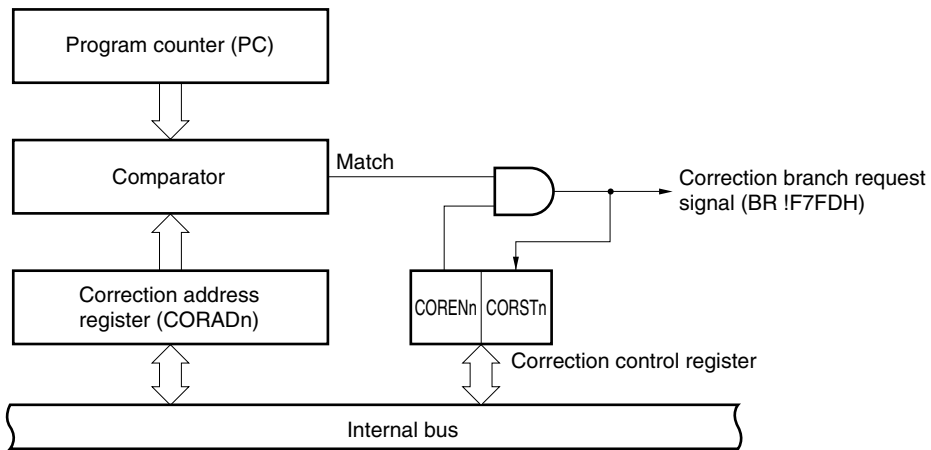 Program counter (PC)
Comparator
Match
Correction branch request
signal (BR !F7FDH)
Correction address
register (CORADn)
CORENn
CORSTn
Correction control register
Internal bus